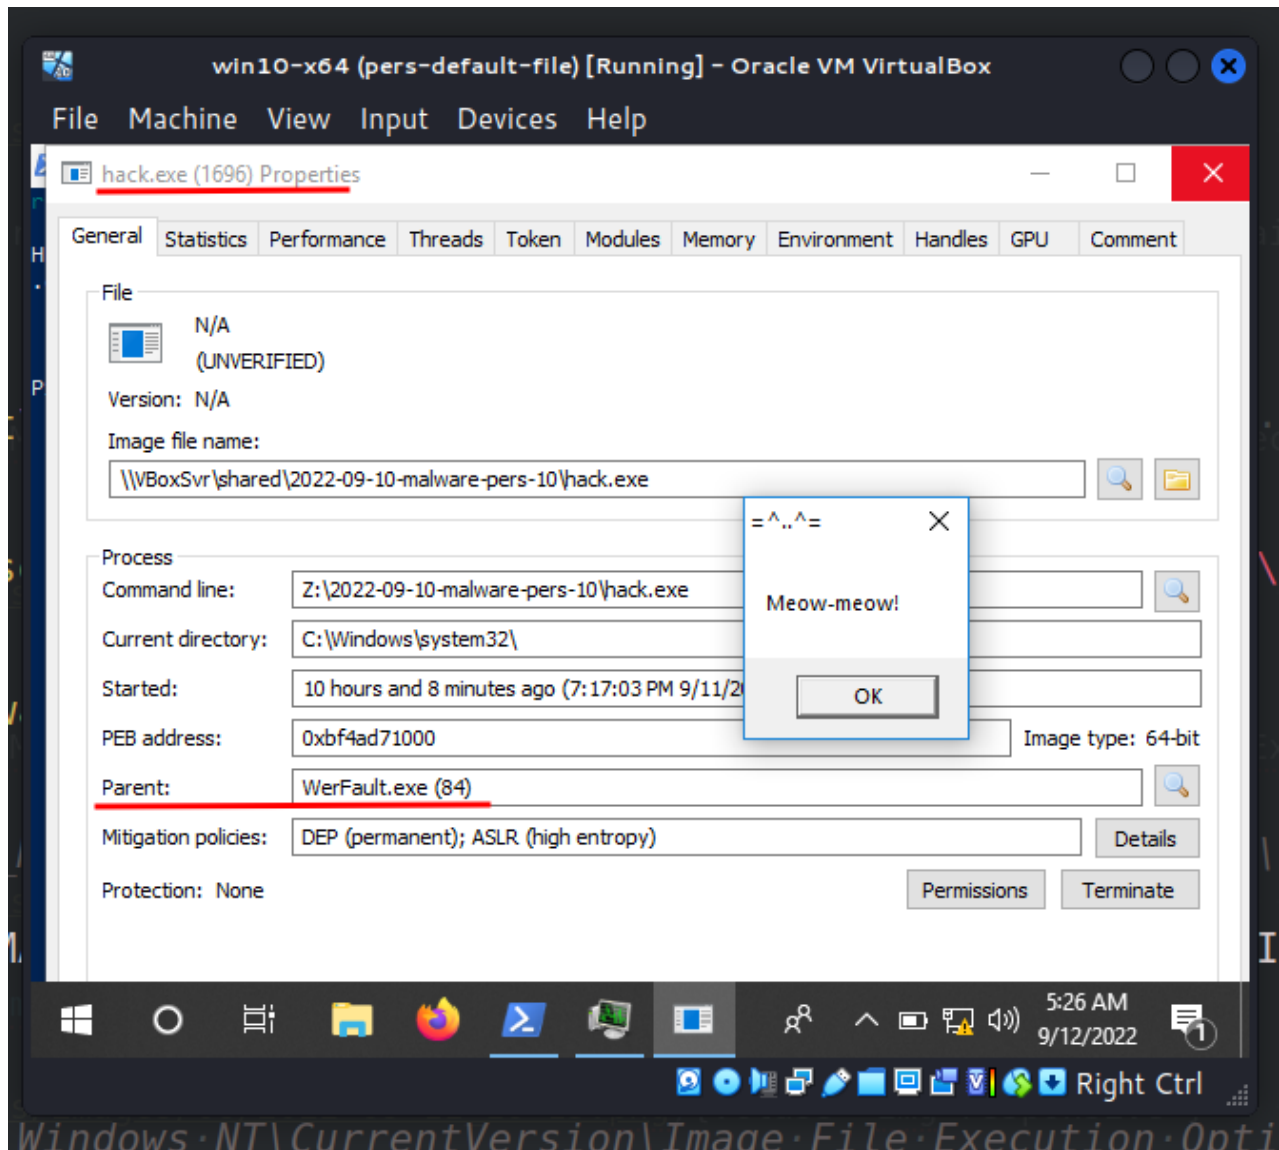 win10-x64 (pers-default-file) [Running] - Oracle VM VirtualBox
File Machine View Input Devices Help
hack.exe (1696) Properties
General Statistics Performance Threads Token Modules Memory Environment Handles GPU Comment
File
N/A
(UNVERIFIED)
Version: N/A
Image file name:
\\VBoxSvr\shared\2022-09-10-malware-pers-10\hack.exe
=^..^=
Meow-meow!
OK
Process
Command line: Z:\2022-09-10-malware-pers-10\hack.exe
Current directory: C:\Windows\system32\
Started: 10 hours and 8 minutes ago (7:17:03 PM 9/11/2
PEB address: 0xbf4ad71000 Image type: 64-bit
Parent: WerFault.exe (84)
Mitigation policies: DEP (permanent); ASLR (high entropy) Details
Protection: None Permissions Terminate
5:26 AM
9/12/2022
1
Right Ctrl
Windows·NT\CurrentVersion\Image·File·Execution·Opti